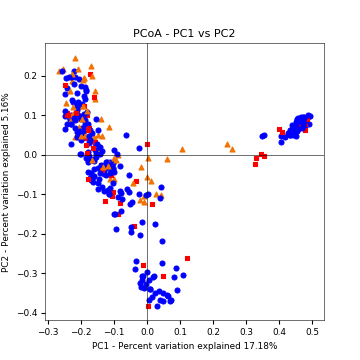 PCoA - PC1 vs PC2
PC2 - Percent variation explained 5.16%
0.2
0.1
0.0
−0.1
−0.2
−0.3
−0.4
−0.3 −0.2 −0.1 0.0 0.1 0.2 0.3 0.4 0.5
PC1 - Percent variation explained 17.18%